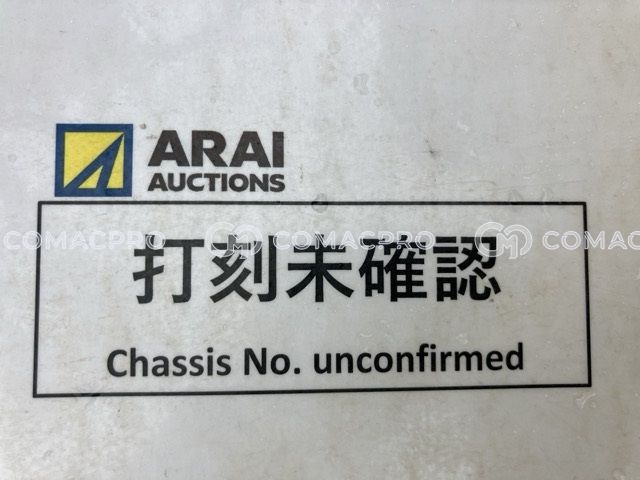 ARAI
AUCTIONS
COMACPRO COMACPRO COMAC
打刻未確認
Chassis No. unconfirmed